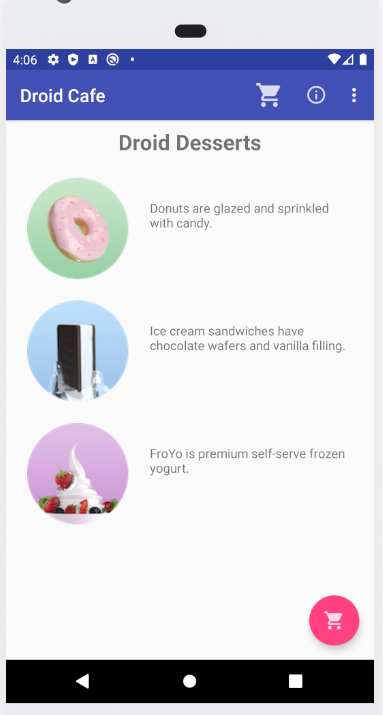 4:06
Droid Cafe
Droid Desserts
Donuts are glazed and sprinkled
with candy.
Ice cream sandwiches have
chocolate wafers and vanilla filling.
FroYo is premium self-serve frozen
yogurt.